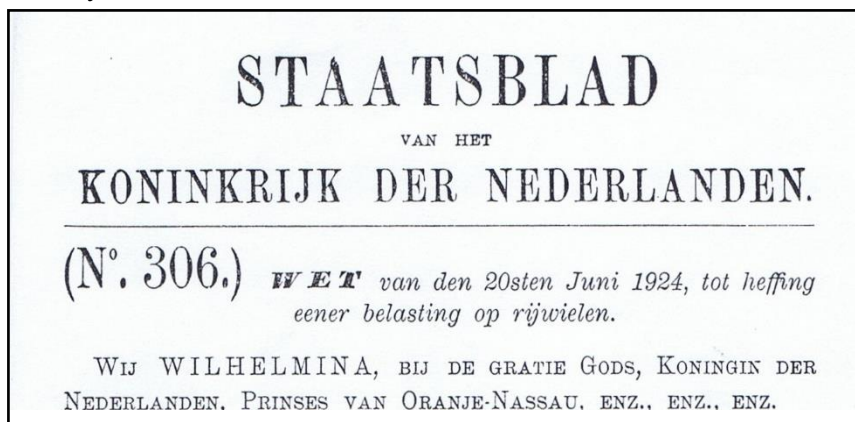 STAATSBLAD
VAN HET
KONINKRIJK DER NEDERLANDEN.
(Nº. 306.) WET van den 20sten Juni 1924, tot heffing
eener belasting op rijwielen.
WIJ WILHELMINA, BIJ DE GRATIE GODS, KONINGIN DER
NEDERLANDEN, PRINSES VAN ORANJE-NASSAU, ENZ., ENZ., ENZ.